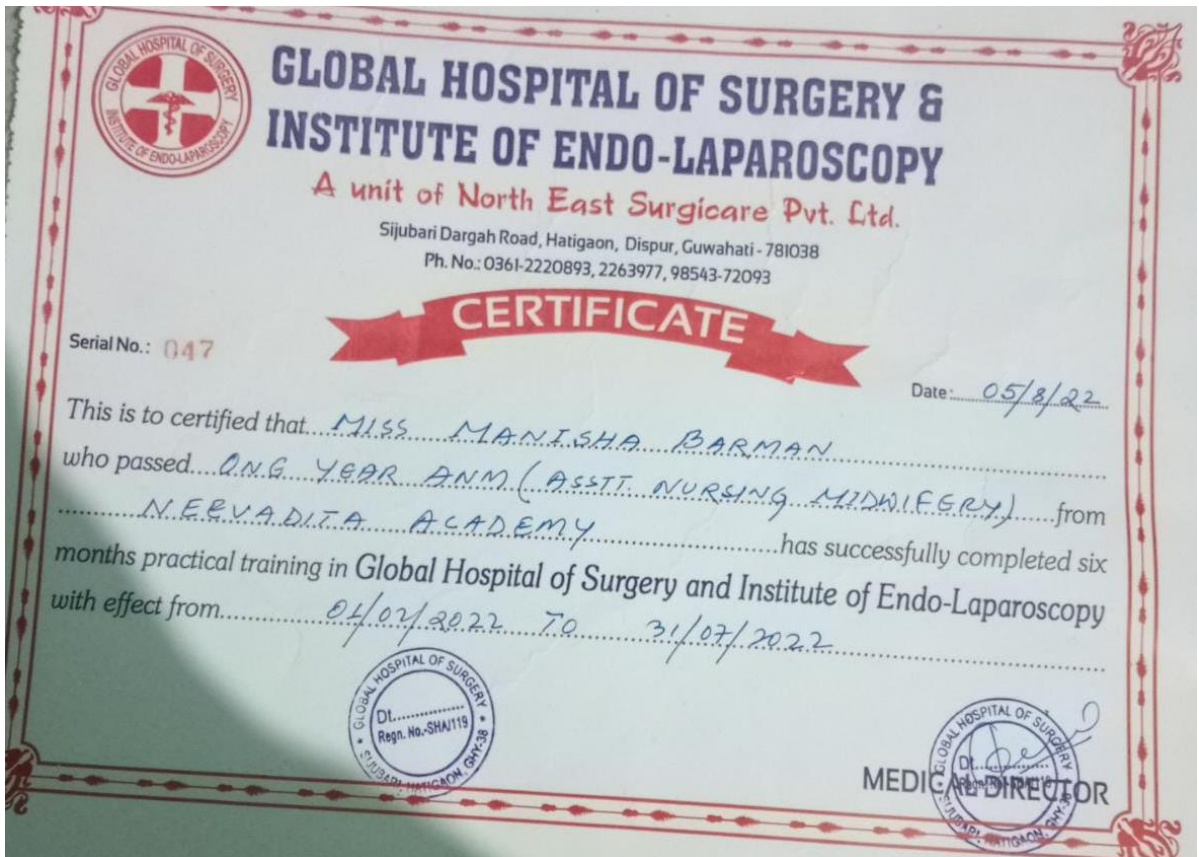 GLOBAL HOSPITAL OF SURGERY
INSTITUTE OF ENDO-LAPAROSCOPY
GLOBAL HOSPITAL OF SURGERY &
INSTITUTE OF ENDO-LAPAROSCOPY
A unit of North East Surgicare Pvt. Ltd.
Sijubari Dargah Road, Hatigaon, Dispur, Guwahati - 781038
Ph. No.: 0361-2220893, 2263977, 98543-72093
CERTIFICATE
Serial No.: 047
Date: 05/8/22
This is to certified that MISS MANISHA BARMAN
who passed ONG YEAR ANM (ASSTT. NURSING MIDWIFERY) from
NEEVADITA ACADEMY has successfully completed six
months practical training in Global Hospital of Surgery and Institute of Endo-Laparoscopy
with effect from 01/02/2022 TO 31/07/2022
GLOBAL HOSPITAL OF SURGERY
Dt.
Regn. No.-SHA/119
SIJUBARI, HATIGAON, GHY-38
GLOBAL HOSPITAL OF SURGERY
Dt.
SIJUBARI, HATIGAON, GHY-38
MEDICAL DIRECTOR